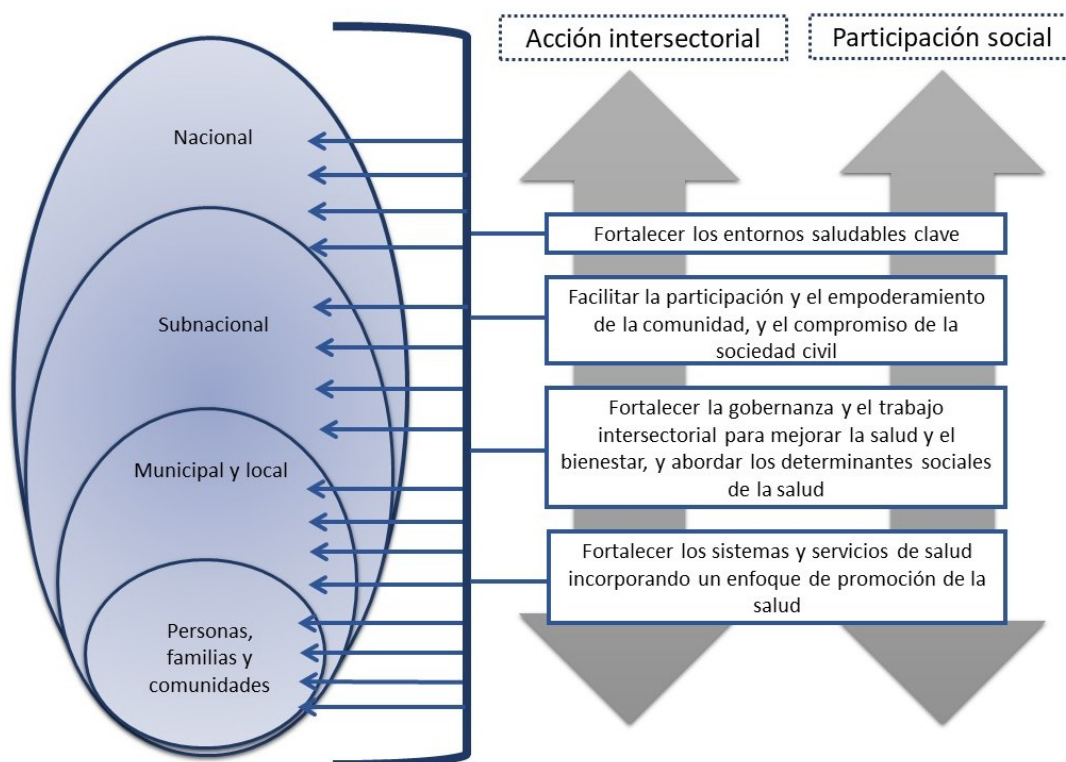 Acción intersectorial
Participación social
Nacional
Subnacional
Municipal y local
Personas,
familias y
comunidades
Fortalecer los entornos saludables clave
Facilitar la participación y el empoderamiento
de la comunidad, y el compromiso de la
sociedad civil
Fortalecer la gobernanza y el trabajo
intersectorial para mejorar la salud y el
bienestar, y abordar los determinantes sociales
de la salud
Fortalecer los sistemas y servicios de salud
incorporando un enfoque de promoción de la
salud